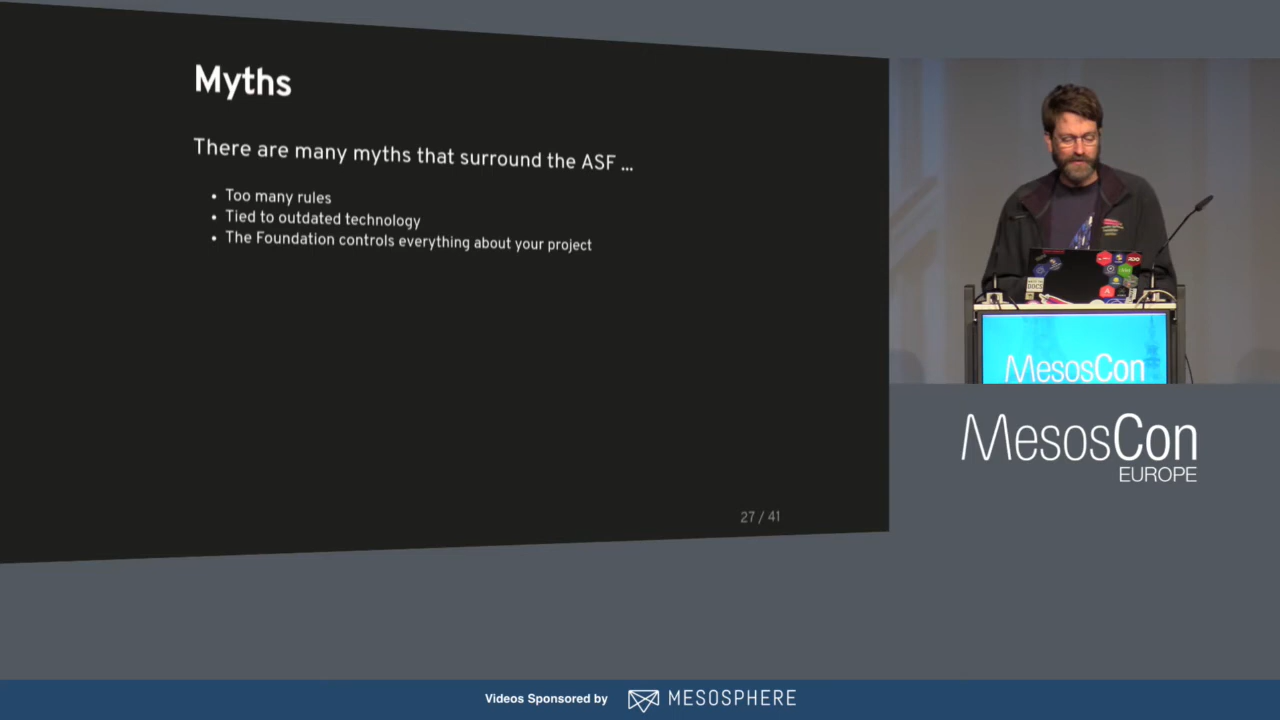 Myths
There are many myths that surround the ASF ...
• Too many rules
• Tied to outdated technology
• The Foundation controls everything about your project
27 / 41
MesosCon
MesosCon
EUROPE
Videos Sponsored by MESOSPHERE